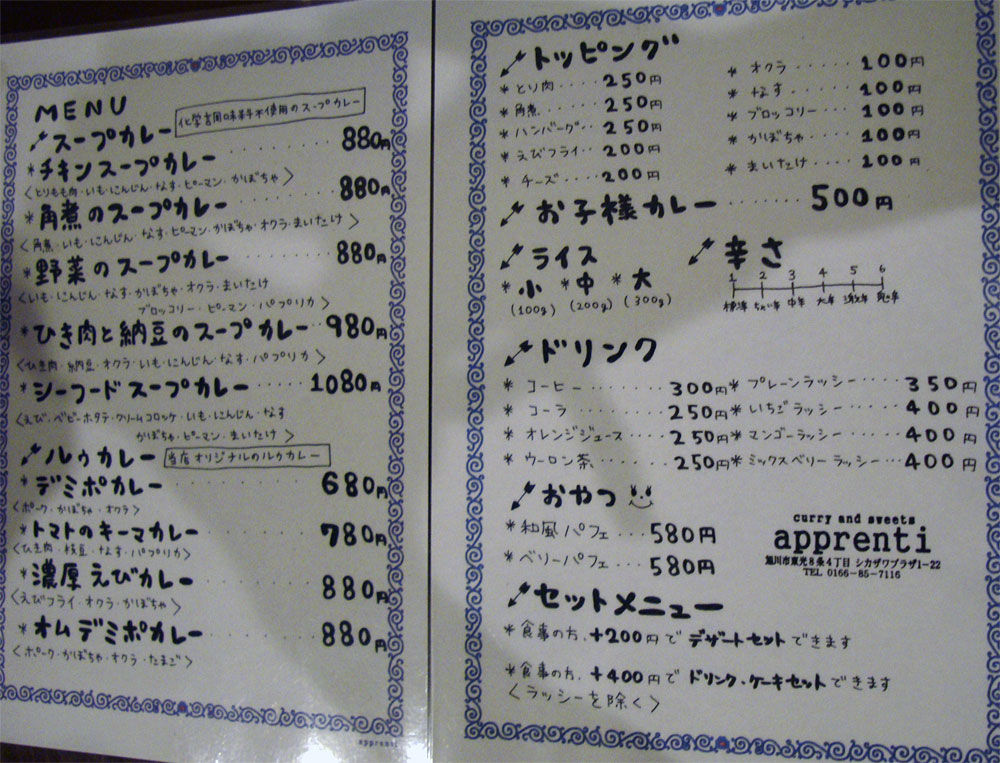 MENU
スープカレー 化学調味料不使用のスープカレー
*チキンスープカレー ‥‥‥ 880円
〈とりもも肉・いも・にんじん・なす・ピーマン・かぼちゃ〉
*角煮のスープカレー ‥‥‥ 880円
〈角煮・いも・にんじん・なす・ピーマン・かぼちゃ・オクラ・まいたけ〉
*野菜のスープカレー ‥‥‥ 880円
〈いも・にんじん・なす・かぼちゃ・オクラ・まいたけ
ブロッコリー・ピーマン・パプリカ〉
*ひき肉と納豆のスープカレー‥980円
〈ひき肉・納豆・オクラ・いも・にんじん・なす・パプリカ〉
*シーフードスープカレー ‥‥ 1080円
〈えび・ベビーホタテ・クリームコロッケ・いも・にんじん・なす
かぼちゃ・ピーマン・まいたけ〉
ルゥカレー 当店オリジナルのルゥカレー
*デミポカレー ‥‥‥ 680円
〈ポーク・かぼちゃ・オクラ〉
*トマトのキーマカレー ‥‥‥ 780円
〈ひき肉・枝豆・なす・パプリカ〉
*濃厚えびカレー ‥‥‥ 880円
〈えびフライ・オクラ・かぼちゃ〉
*オムデミポカレー ‥‥‥ 880円
〈ポーク・かぼちゃ・オクラ・たまご〉
apprenti
トッピング
*とり肉 ‥‥ 250円
*角煮 ‥‥ 250円
*ハンバーグ ‥ 250円
*えびフライ ‥ 200円
*チーズ ‥‥ 200円
*オクラ ‥‥ 100円
*なす ‥‥ 100円
*ブロッコリー ‥‥ 100円
*かぼちゃ ‥‥ 100円
*まいたけ ‥‥ 100円
お子様カレー ‥‥‥ 500円
ライス
*小 *中 *大
(100g) (200g) (300g)
辛さ
1 2 3 4 5 6
標準 ちょい辛 中辛 大辛 激辛
ドリンク
*コーヒー ‥‥‥ 300円
*コーラ ‥‥‥ 250円
*オレンジジュース ‥‥ 250円
*ウーロン茶 ‥‥‥ 250円
*プレーンラッシー ‥‥ 350円
*いちごラッシー ‥‥ 400円
*マンゴーラッシー ‥‥ 400円
*ミックスベリーラッシー ‥ 400円
おやつ
*和風パフェ ‥‥ 580円
*ベリーパフェ ‥‥ 580円
curry and sweets
apprenti
旭川市東光8条4丁目 シカザワプラザ1-22
TEL 0166-85-7116
セットメニュー
*食事の方、+200円でデザートセットできます
*食事の方、+400円でドリンク・ケーキセットできます
〈ラッシーを除く〉